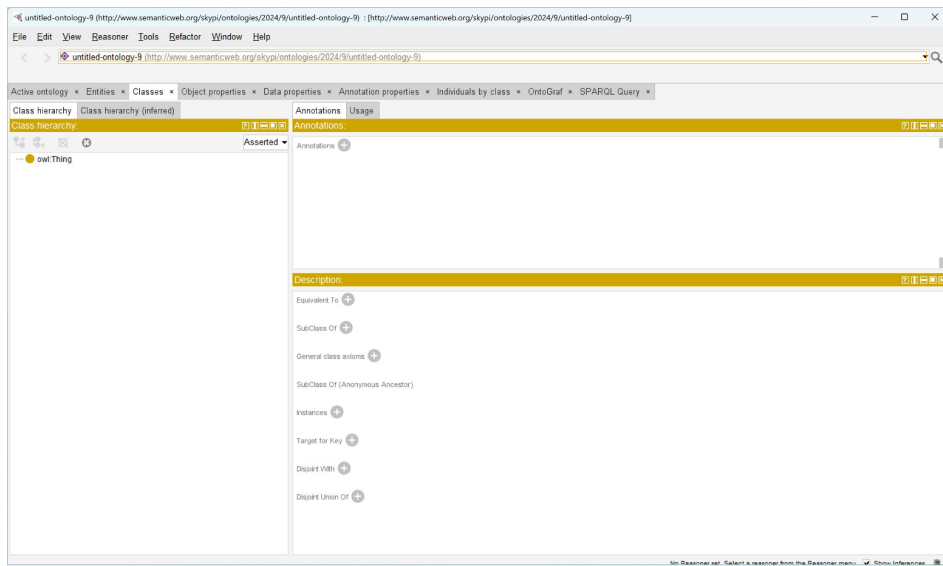 untitled-ontology-9 (http://www.semanticweb.org/skypi/ontologies/2024/9/untitled-ontology-9) : [http://www.semanticweb.org/skypi/ontologies/2024/9/untitled-ontology-9]
File Edit View Reasoner Tools Refactor Window Help
untitled-ontology-9 (http://www.semanticweb.org/skypi/ontologies/2024/9/untitled-ontology-9)
Active ontology × Entities × Classes × Object properties × Data properties × Annotation properties × Individuals by class × OntoGraf × SPARQL Query ×
Class hierarchy Class hierarchy (inferred)
Class hierarchy:
Asserted
owl:Thing
Annotations Usage
Annotations:
Annotations
Description:
Equivalent To
SubClass Of
General class axioms
SubClass Of (Anonymous Ancestor)
Instances
Target for Key
Disjoint With
Disjoint Union Of
No Reasoner set. Select a reasoner from the Reasoner menu Show Inferences